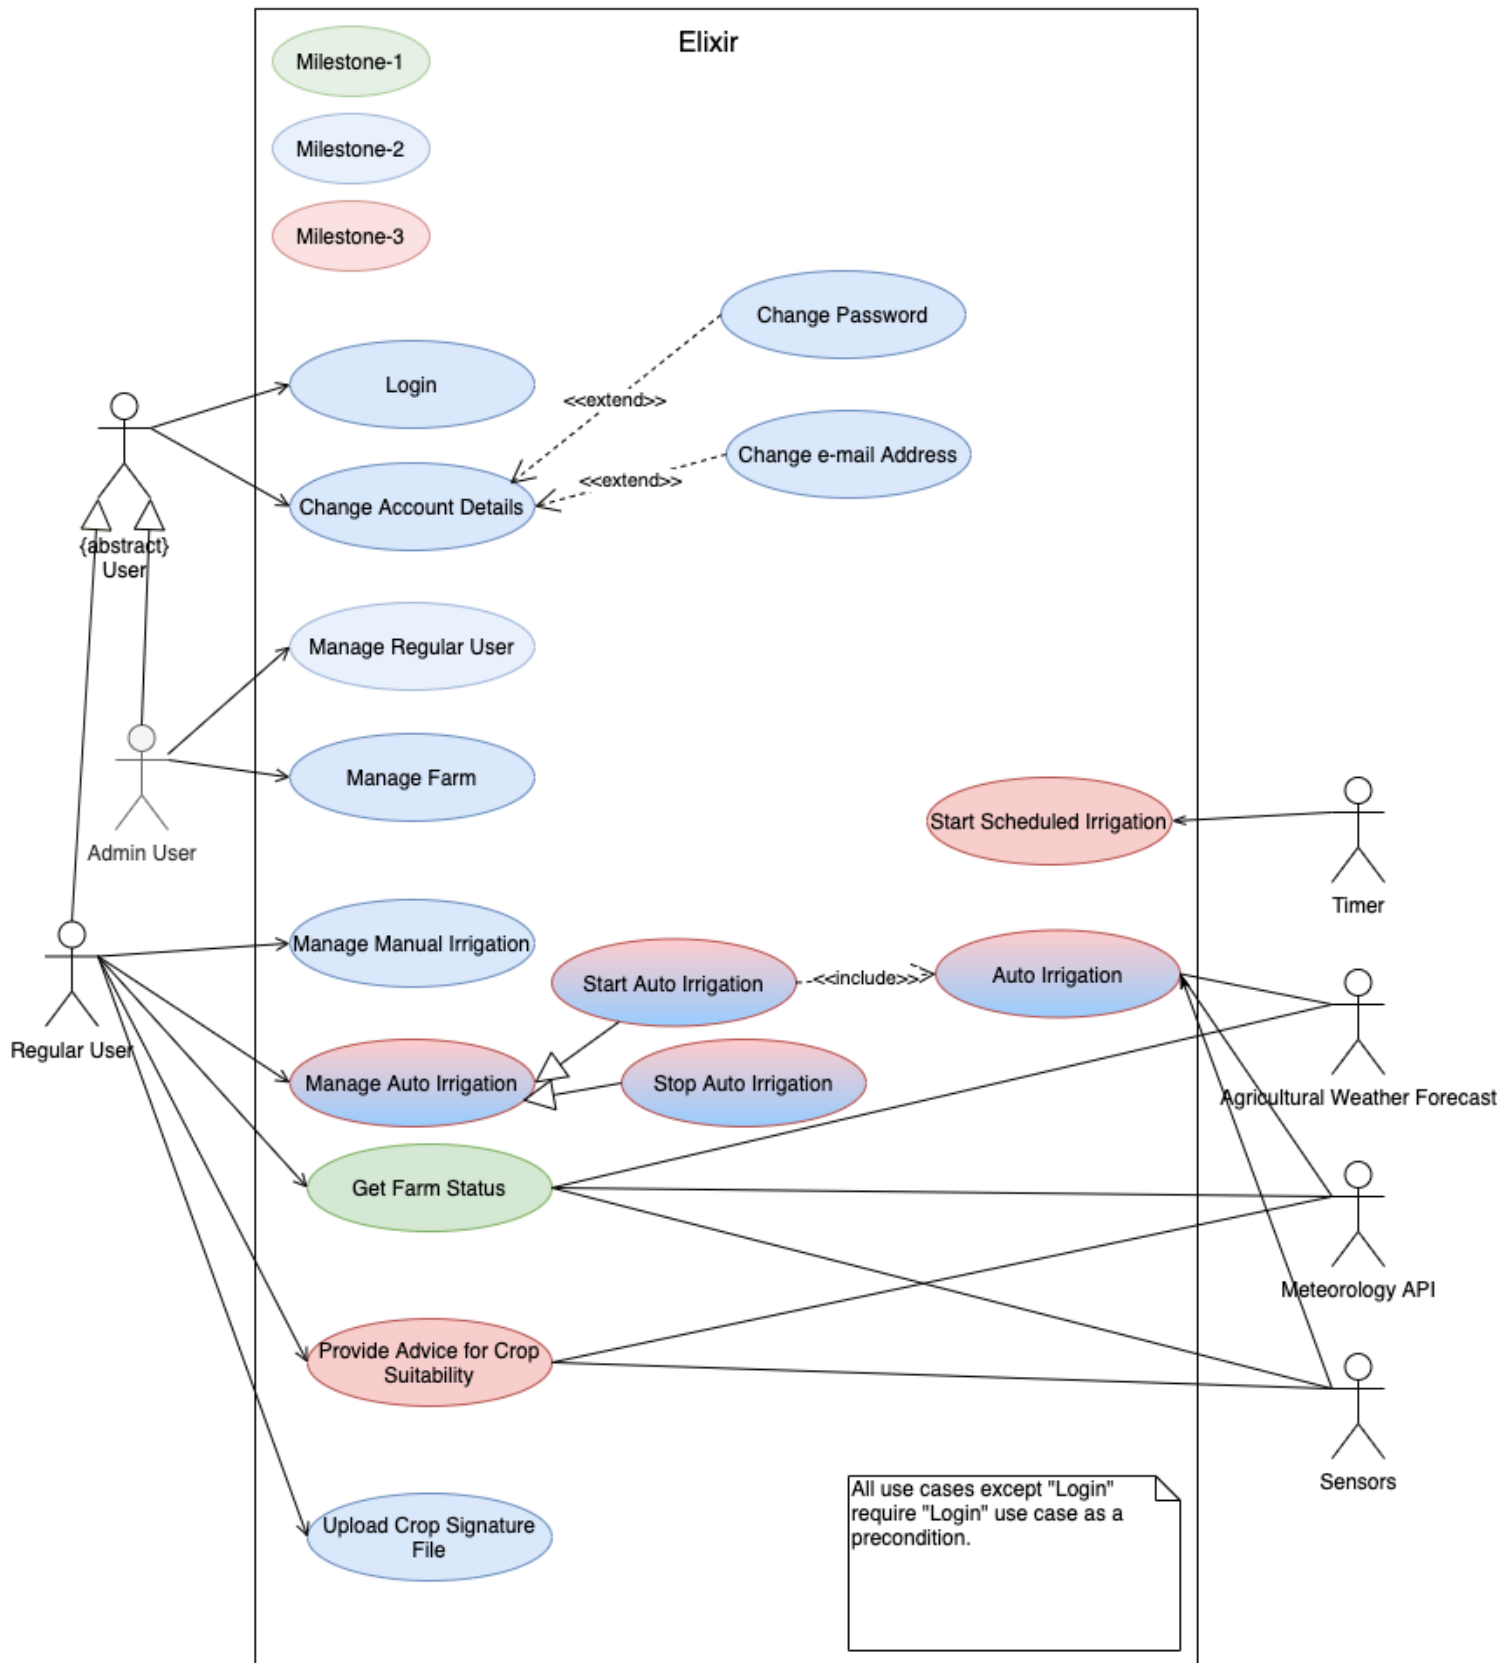 Elixir
Milestone-1
Milestone-2
Milestone-3
Change Password
Login
<<extend>>
Change e-mail Address
<<extend>>
Change Account Details
{abstract}
User
Manage Regular User
Manage Farm
Start Scheduled Irrigation
Admin User
Timer
Manage Manual Irrigation
Start Auto Irrigation
<<include>>
Auto Irrigation
Regular User
Manage Auto Irrigation
Stop Auto Irrigation
Agricultural Weather Forecast
Get Farm Status
Meteorology API
Provide Advice for Crop
Suitability
Sensors
All use cases except "Login"
require "Login" use case as a
precondition.
Upload Crop Signature
File